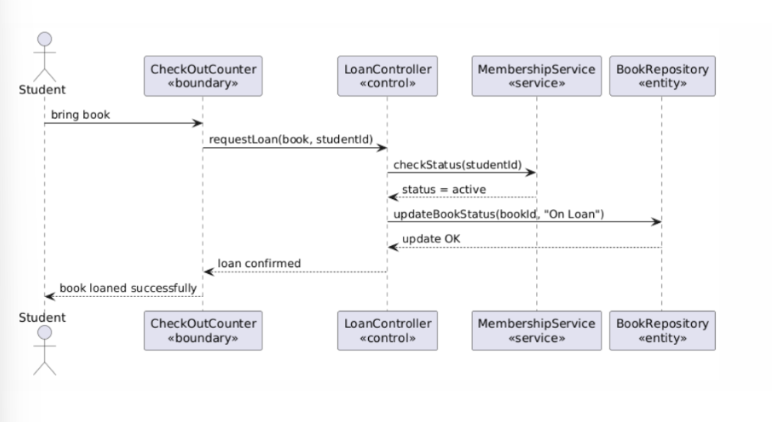 Student
CheckOutCounter
«boundary»
LoanController
«control»
MembershipService
«service»
BookRepository
«entity»
bring book
requestLoan(book, studentId)
checkStatus(studentId)
status = active
updateBookStatus(bookId, "On Loan")
update OK
loan confirmed
book loaned successfully
Student
CheckOutCounter
«boundary»
LoanController
«control»
MembershipService
«service»
BookRepository
«entity»